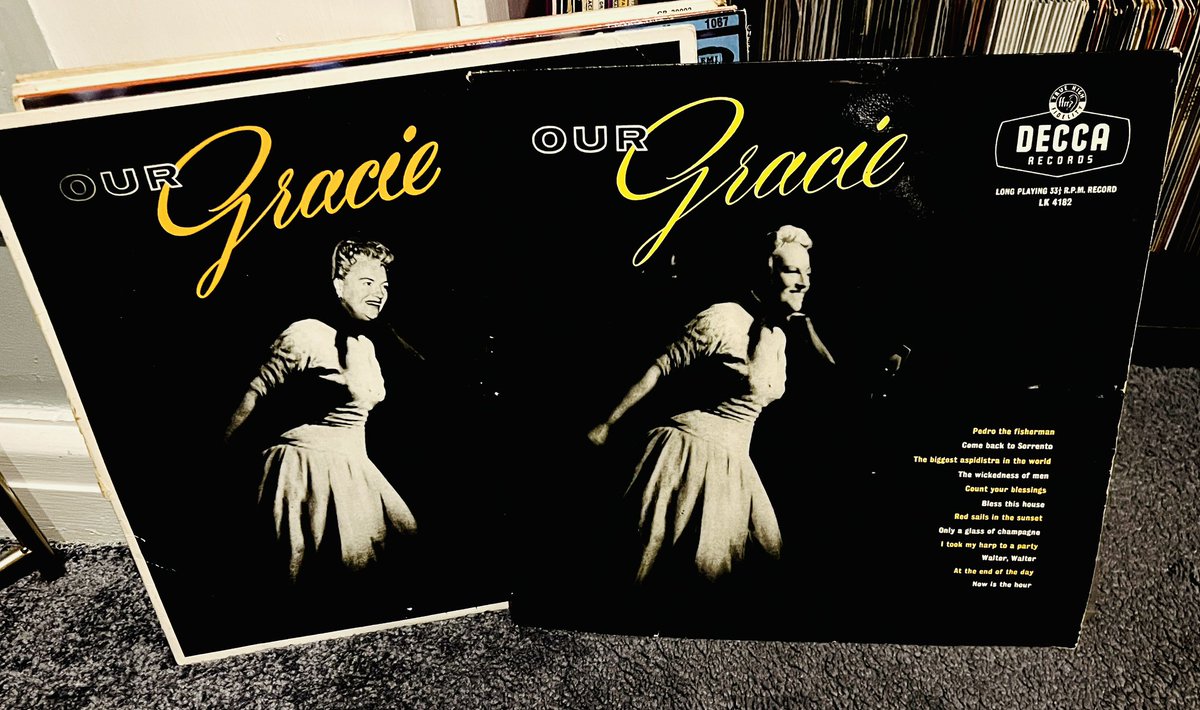 1087
EMI
OUR Gracie
OUR Gracie
DECCA
RECORDS
LONG PLAYING 33⅓ R.P.M. RECORD
LK 4182
Pedro the fisherman
Come back to Sorrento
The biggest aspidistra in the world
The wickedness of men
Count your blessings
Bless this house
Red sails in the sunset
Only a glass of champagne
I took my harp to a party
Walter, Walter
At the end of the day
Now is the hour